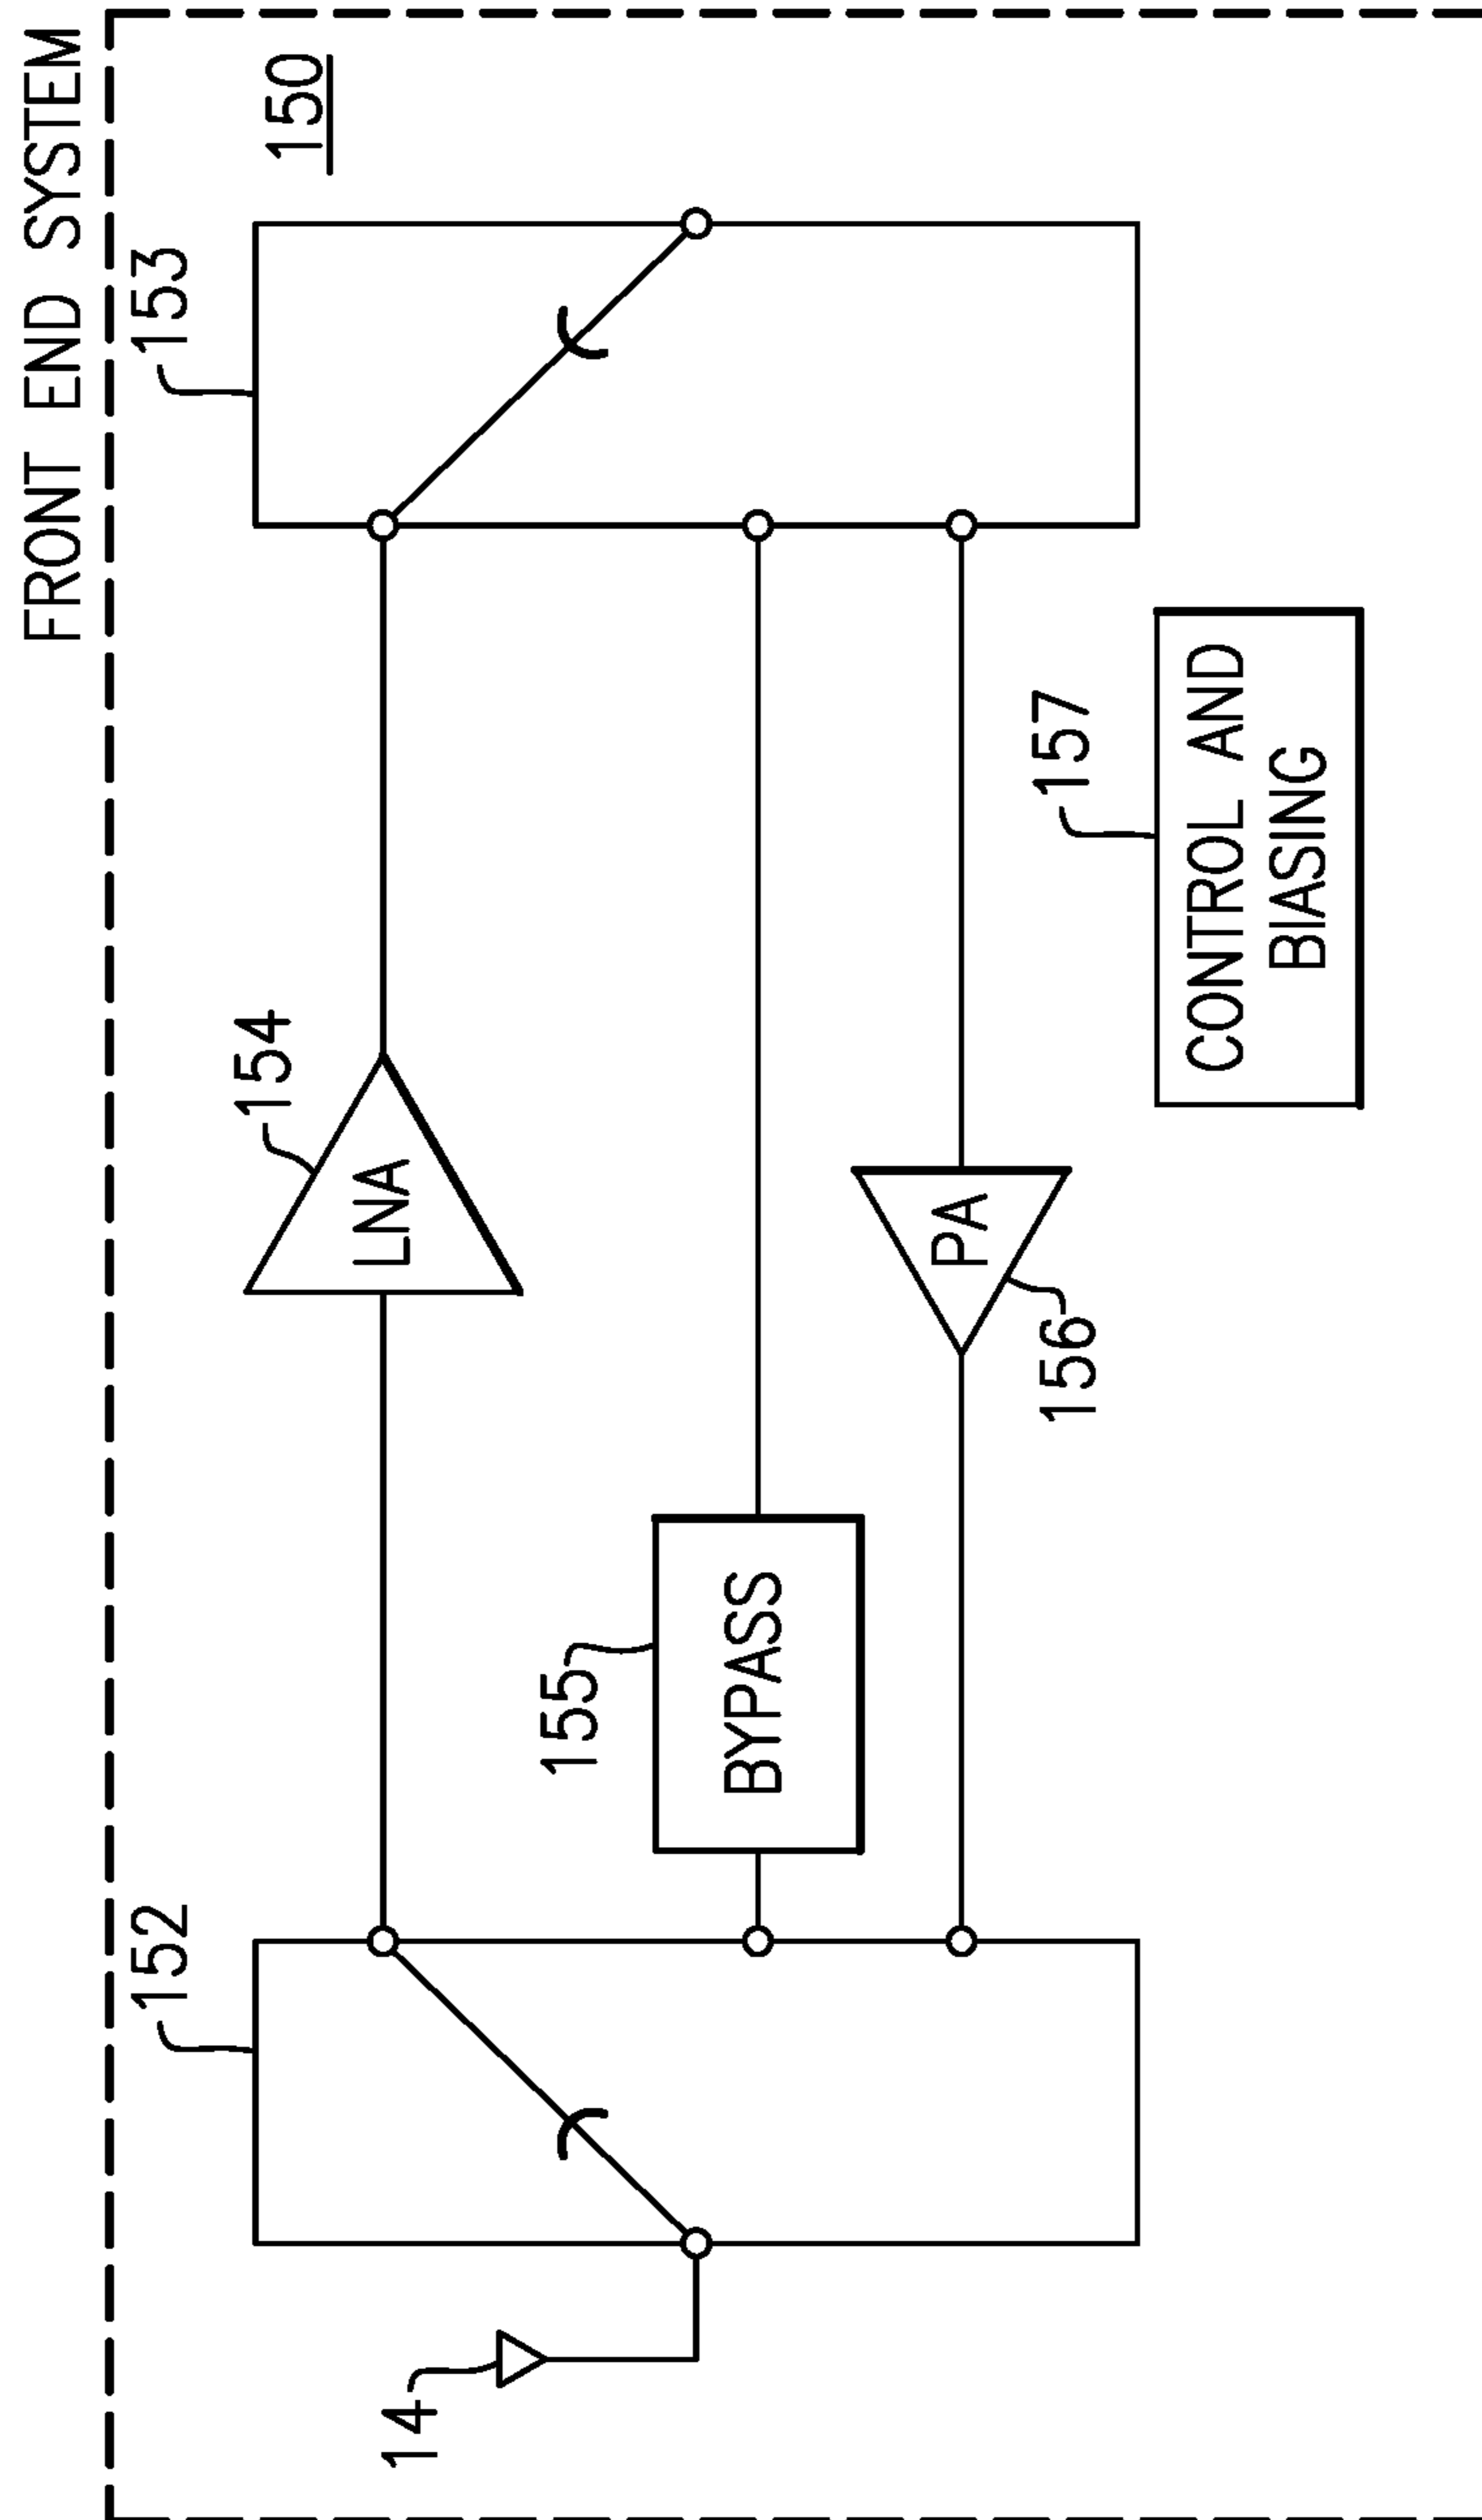 FRONT END SYSTEM
150
152
153
154
LNA
14
155
BYPASS
PA
156
157
CONTROL AND
BIASING